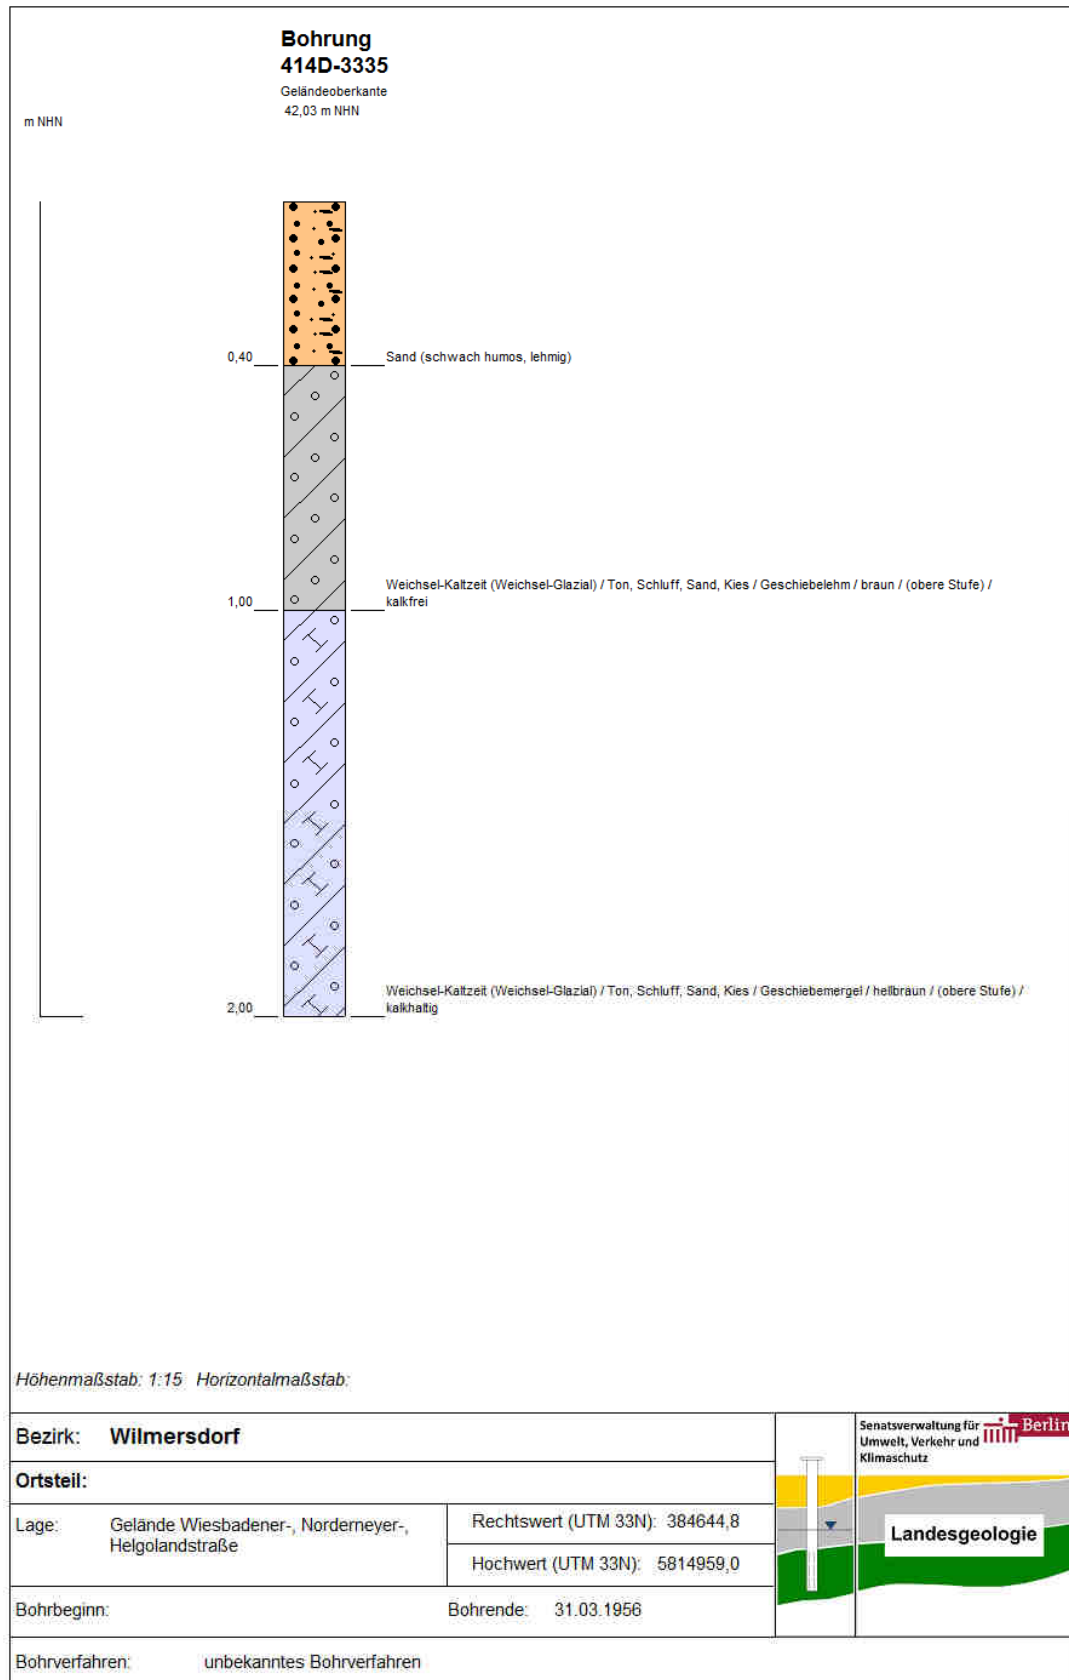 Bohrung
414D-3335
Geländeoberkante
42,03 m NHN
m NHN
0,40
Sand (schwach humos, lehmig)
Weichsel-Kaltzeit (Weichsel-Glazial) / Ton, Schluff, Sand, Kies / Geschiebelehm / braun / (obere Stufe) /
1,00
kalkfrei
Weichsel-Kaltzeit (Weichsel-Glazial) / Ton, Schluff, Sand, Kies / Geschiebemergel / hellbraun / (obere Stufe) /
2,00
kalkhaltig
Höhenmaßstab: 1:15 Horizontalmaßstab:
Bezirk: Wilmersdorf
Ortsteil:
Lage: Gelände Wiesbadener-, Norderneyer-,
Helgolandstraße
Rechtswert (UTM 33N): 384644,8
Hochwert (UTM 33N): 5814959,0
Bohrbeginn:
Bohrende: 31.03.1956
Bohrverfahren: unbekanntes Bohrverfahren
Senatsverwaltung für
Umwelt, Verkehr und
Klimaschutz
Berlin
Landesgeologie